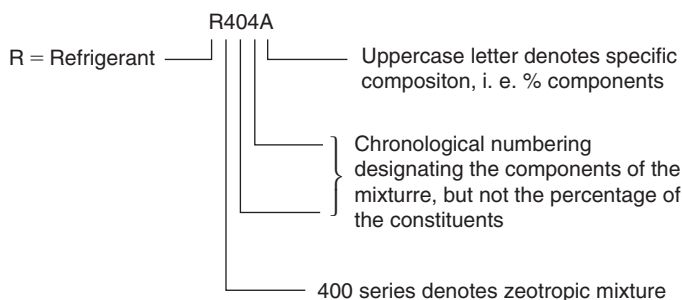 R404A
R = Refrigerant
Uppercase letter denotes specific
compositon, i. e. % components
Chronological numbering
designating the components of the
mixturre, but not the percentage of
the constituents
400 series denotes zeotropic mixture